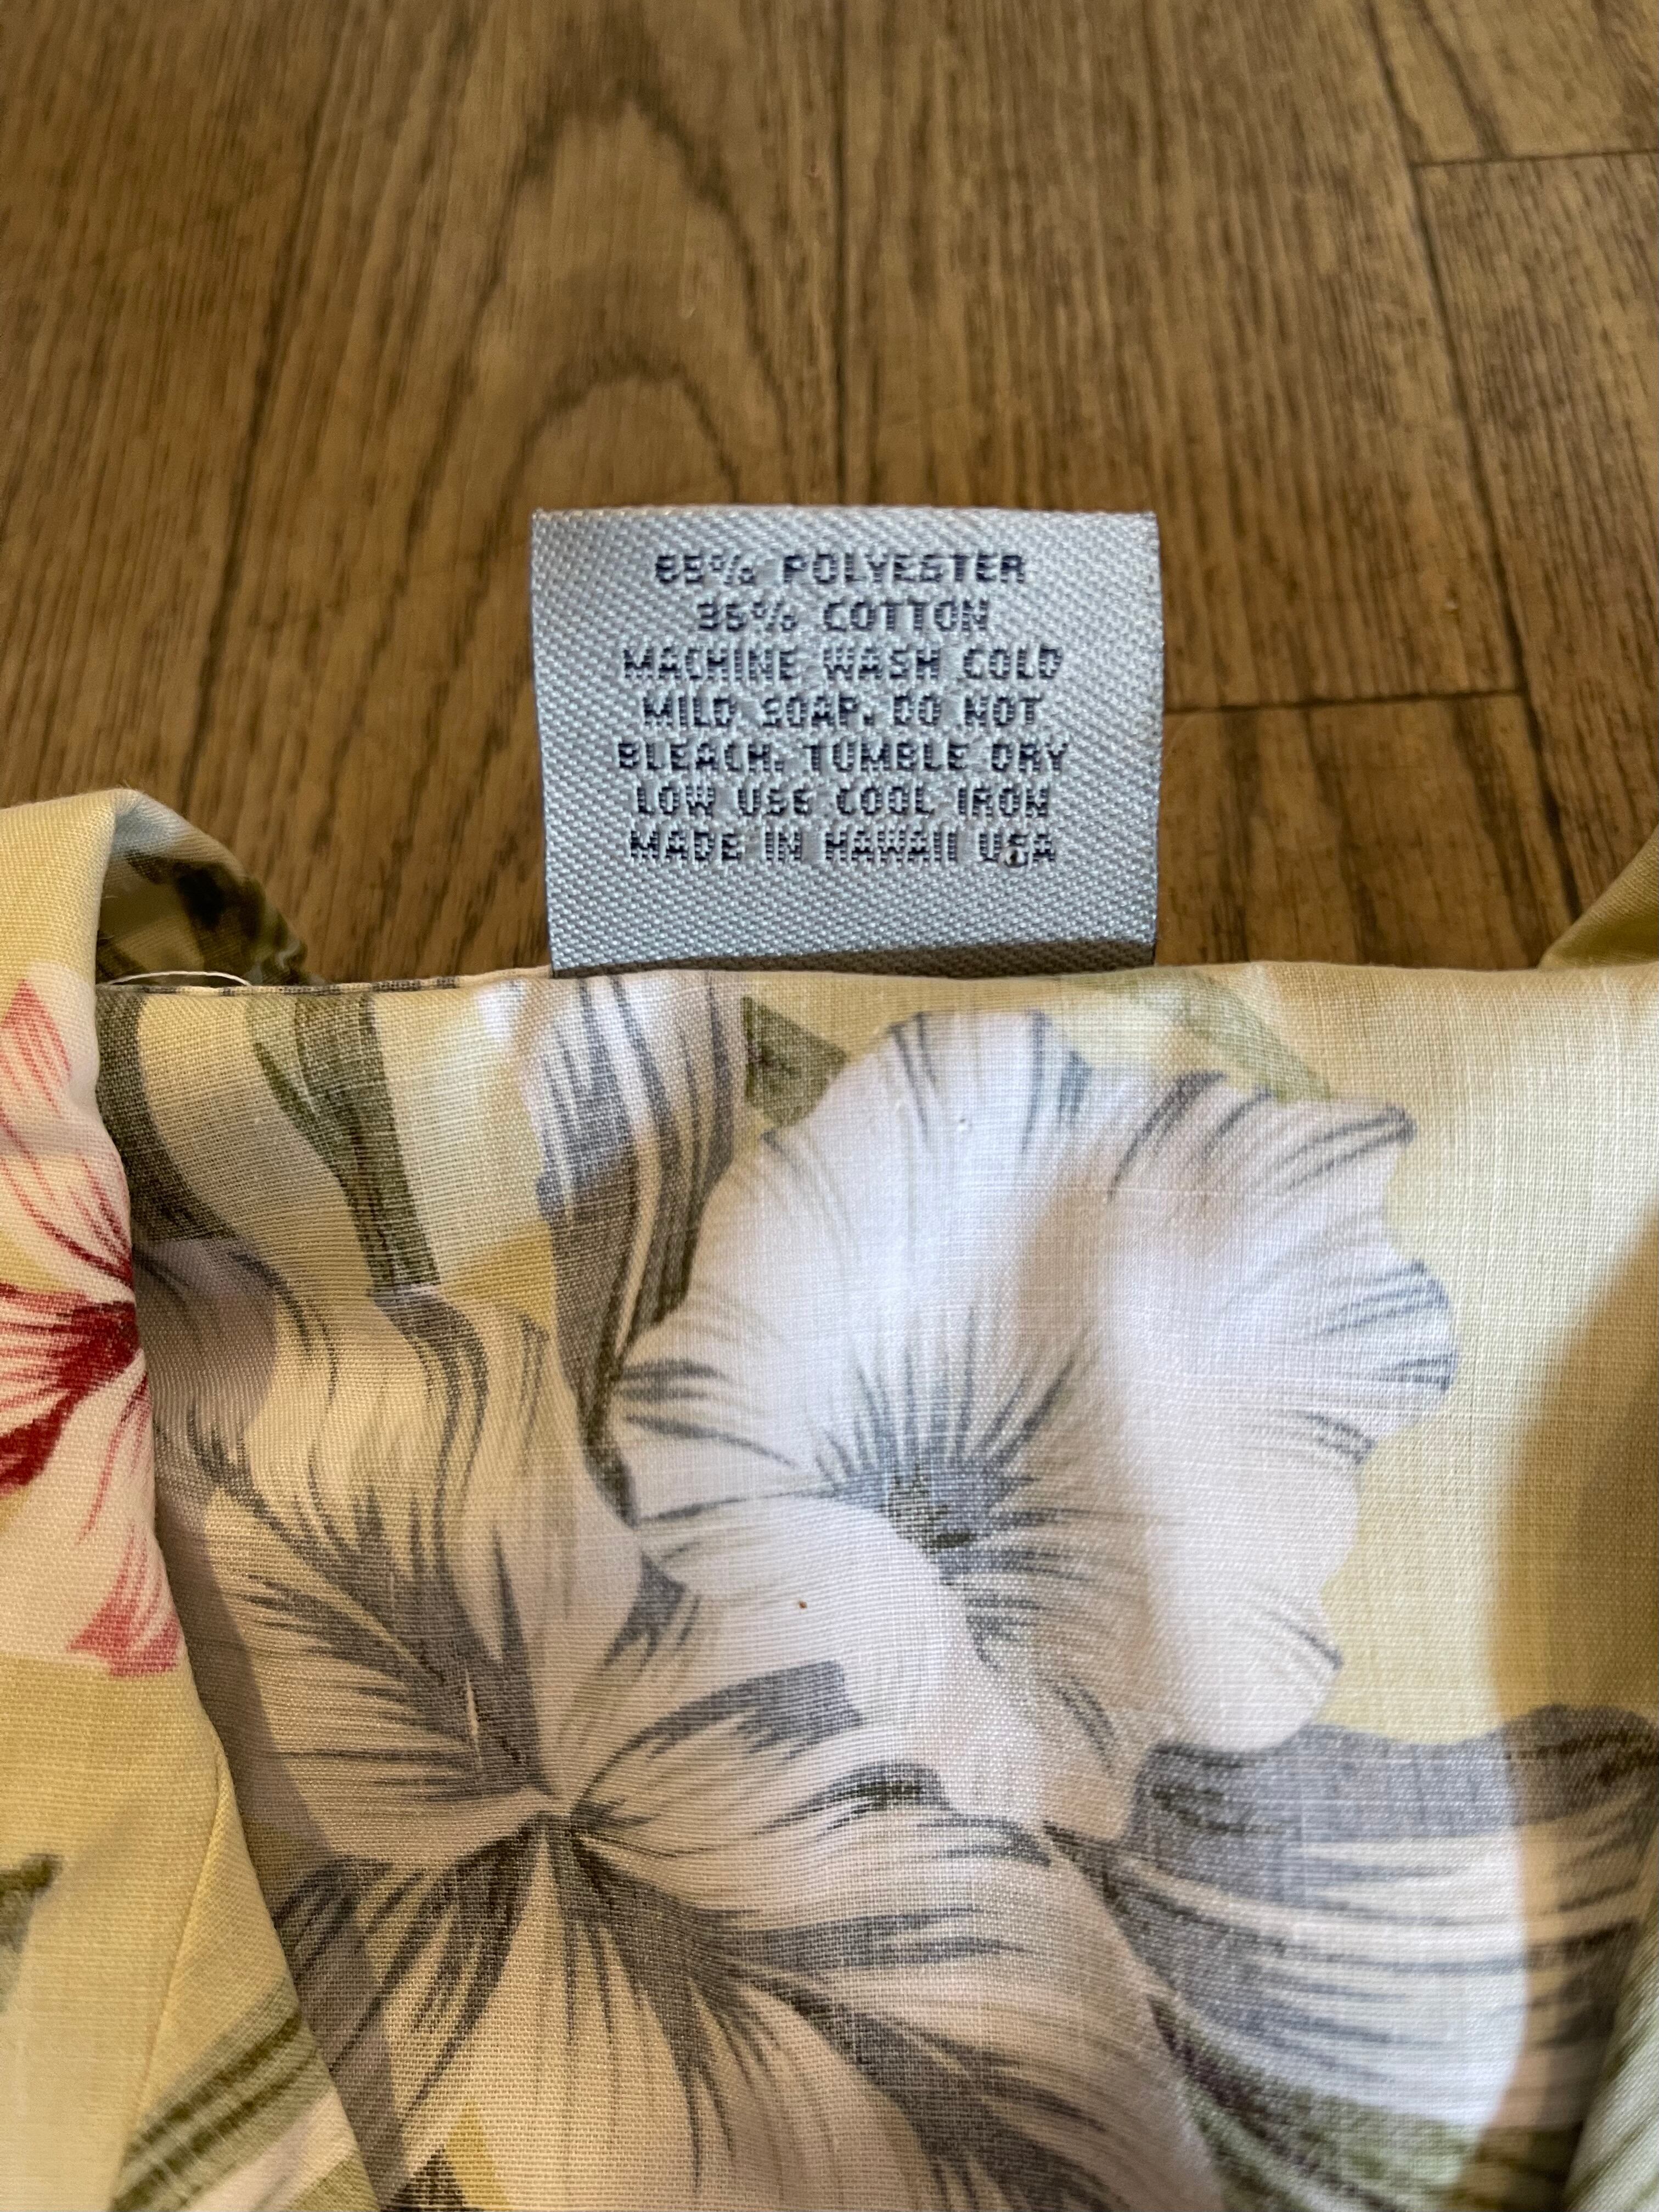 65% POLYESTER
35% COTTON
MACHINE WASH COLD
MILD SOAP. DO NOT
BLEACH. TUMBLE DRY
LOW USE COOL IRON
MADE IN HAWAII USA